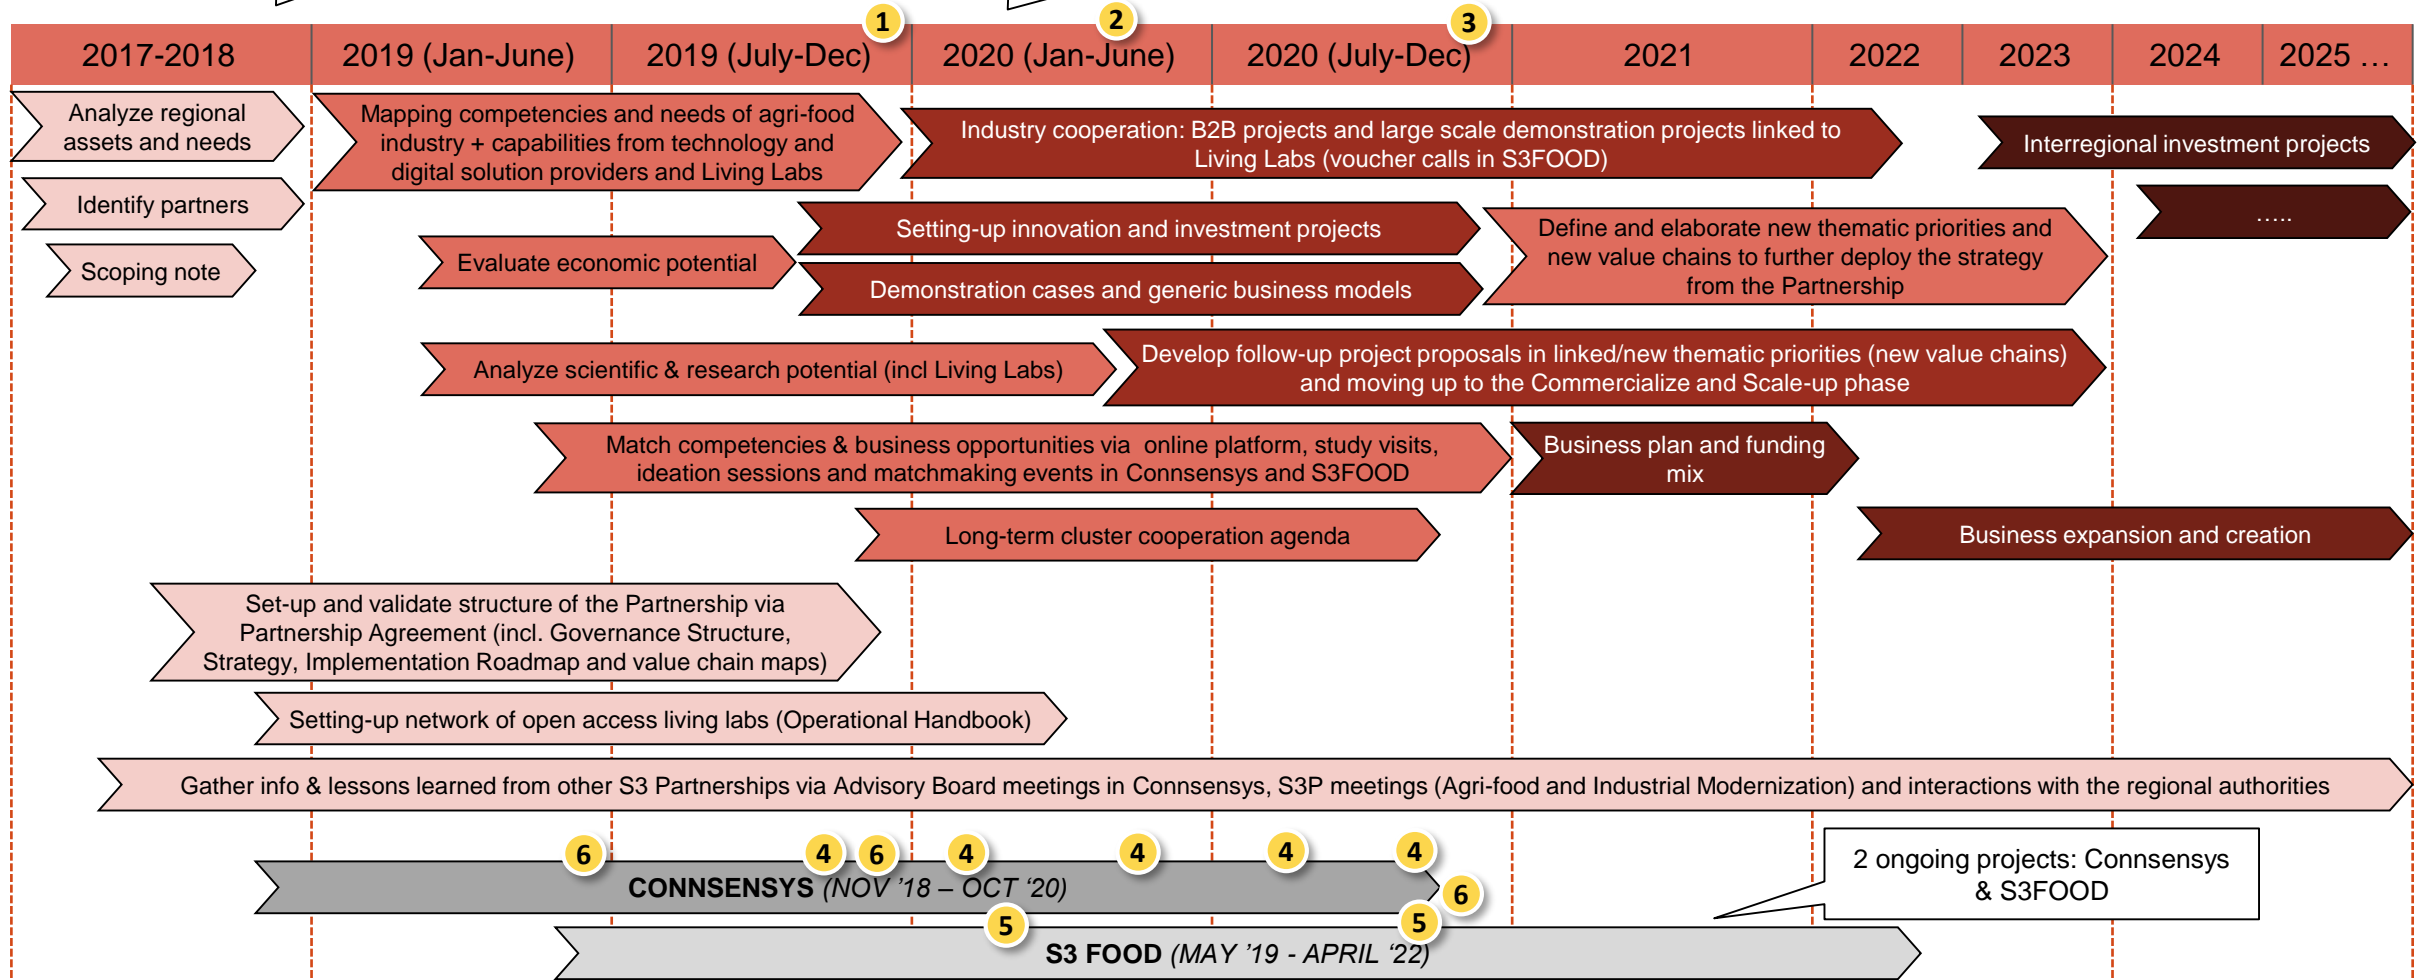 1
2
3
2017-2018
2019 (Jan-June)
2019 (July-Dec)
2020 (Jan-June)
2020 (July-Dec)
2021
2022
2023
2024
2025 …
Analyze regional
assets and needs
Mapping competencies and needs of agri-food
industry + capabilities from technology and
digital solution providers and Living Labs
Industry cooperation: B2B projects and large scale demonstration projects linked to
Living Labs (voucher calls in S3FOOD)
Interregional investment projects
Identify partners
…..
Setting-up innovation and investment projects
Define and elaborate new thematic priorities and
new value chains to further deploy the strategy
from the Partnership
Scoping note
Evaluate economic potential
Demonstration cases and generic business models
Analyze scientific & research potential (incl Living Labs)
Develop follow-up project proposals in linked/new thematic priorities (new value chains)
and moving up to the Commercialize and Scale-up phase
Match competencies & business opportunities via  online platform, study visits,
ideation sessions and matchmaking events in Connsensys and S3FOOD
Business plan and funding
mix
Long-term cluster cooperation agenda
Business expansion and creation
Set-up and validate structure of the Partnership via
Partnership Agreement (incl. Governance Structure,
Strategy, Implementation Roadmap and value chain maps)
Setting-up network of open access living labs (Operational Handbook)
Gather info & lessons learned from other S3 Partnerships via Advisory Board meetings in Connsensys, S3P meetings (Agri-food and Industrial Modernization) and interactions with the regional authorities
6
4
6
4
4
4
4
CONNSENSYS (NOV ’18 – OCT ‘20)
6
2 ongoing projects: Connsensys
& S3FOOD
5
5
S3 FOOD (MAY ’19 - APRIL ‘22)